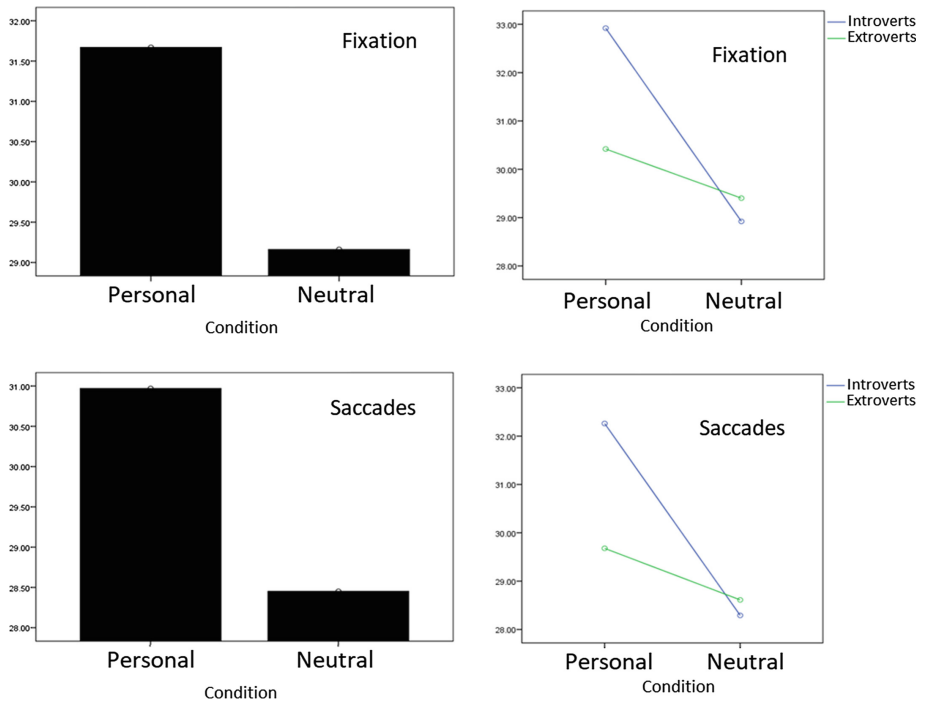 32.00
31.50
31.00
30.50
30.00
29.50
29.00
Fixation
Personal Neutral
Condition
33.00
32.00
31.00
30.00
29.00
28.00
Fixation
Introverts
Extroverts
Personal Neutral
Condition
31.00
30.50
30.00
29.50
29.00
28.50
28.00
Saccades
Personal Neutral
Condition
33.00
32.00
31.00
30.00
29.00
28.00
Saccades
Introverts
Extroverts
Personal Neutral
Condition